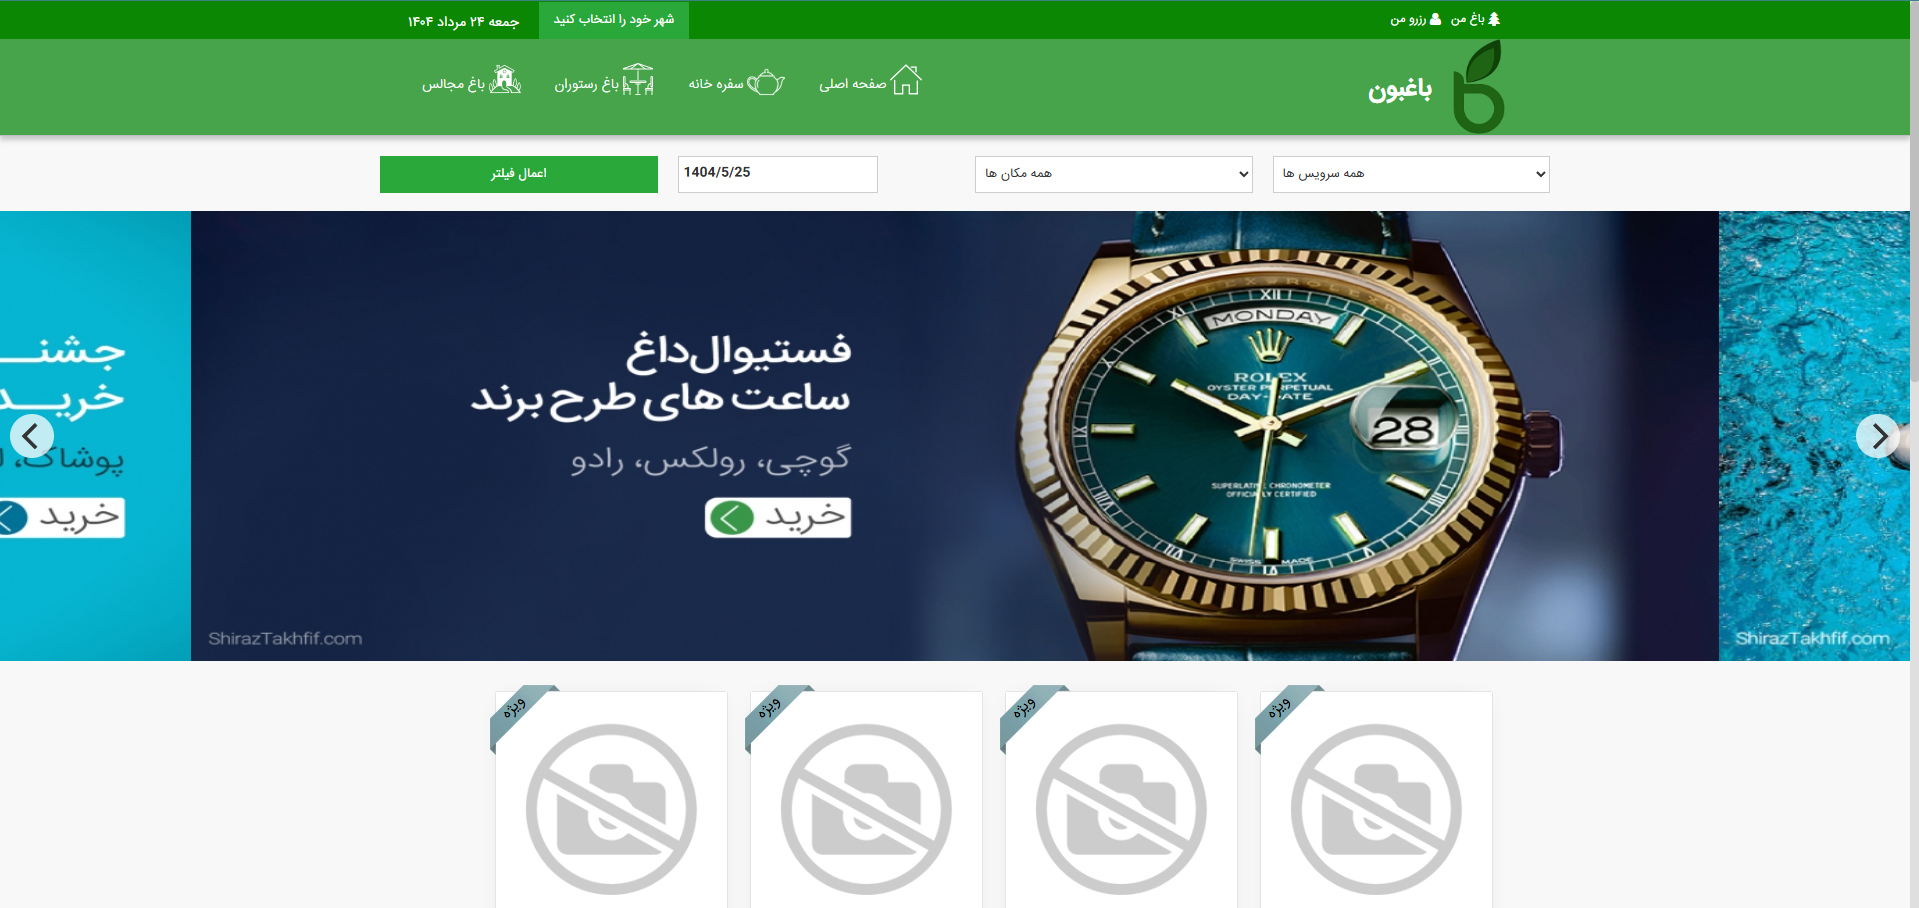 باغ من
رزرو من
شهر خود را انتخاب کنید
جمعه ۲۴ مرداد ۱۴۰۴
باغبون
صفحه اصلی
سفره خانه
باغ رستوران
باغ مجالس
همه سرویس ها
همه مکان ها
1404/5/25
اعمال فیلتر
فستیوال داغ
ساعت های طرح برند
گوچی، رولکس، رادو
خرید
ShirazTakhfif.com
XII
MONDAY
ROLEX
OYSTER PERPETUAL
DAY-DATE
28
SUPERLATIVE CHRONOMETER
OFFICIALLY CERTIFIED
SWISS MADE
ShirazTakhfif.com
جشنـ
خریـد
پوشاک،
خرید
ویژه
ویژه
ویژه
ویژه